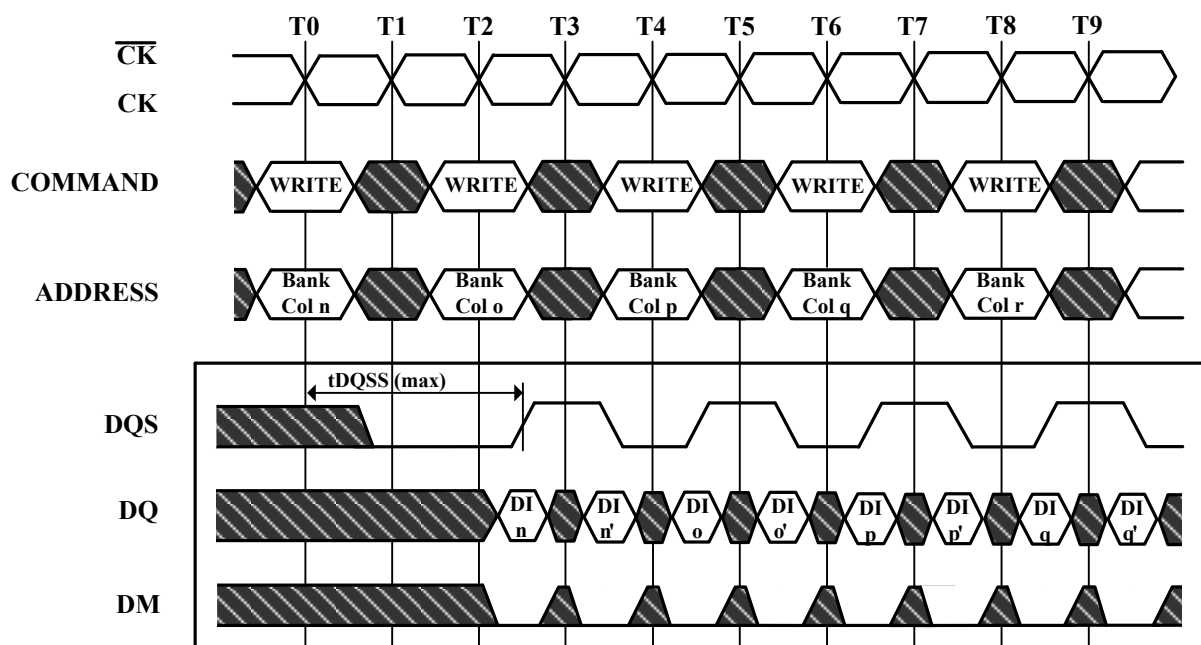 T0 T1 T2 T3 T4 T5 T6 T7 T8 T9
CK
CK
COMMAND WRITE WRITE WRITE WRITE WRITE
ADDRESS Bank Col n Bank Col o Bank Col p Bank Col q Bank Col r
tDQSS (max)
DQS
DQ DI n DI n' DI o DI o' DI p DI p' DI q DI q'
DM